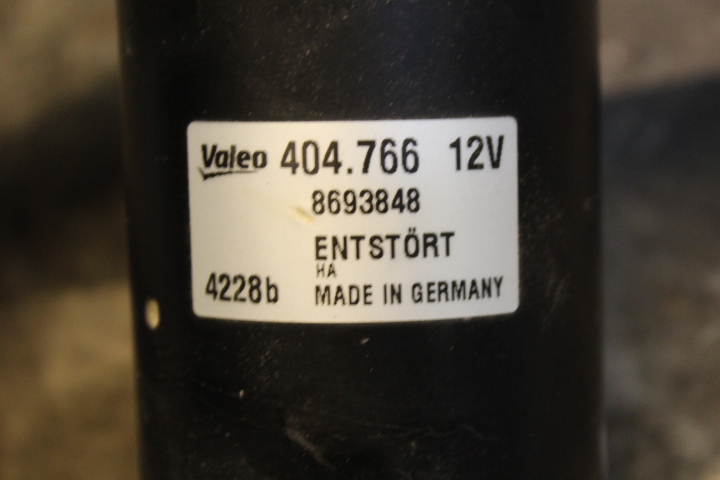 Valeo 404.766 12V
8693848
ENTSTÖRT
HA
4228b MADE IN GERMANY